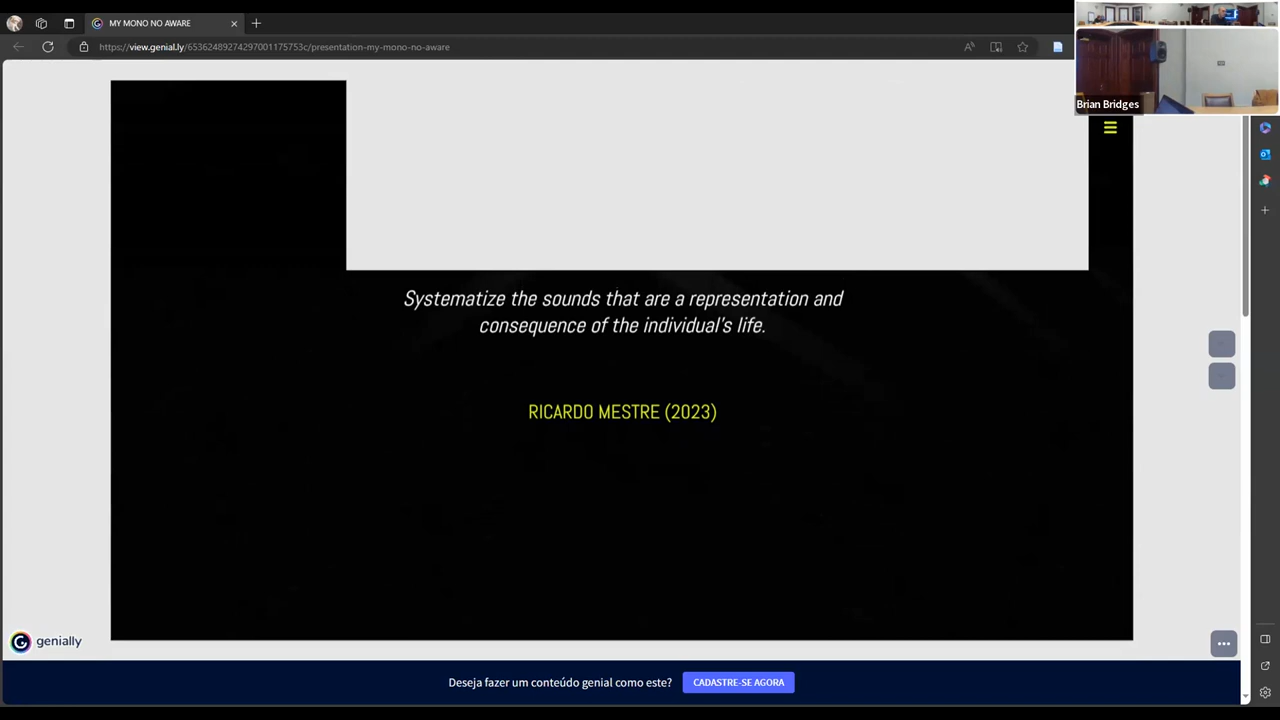 MY MONO NO AWARE
https://view.genial.ly/65362489274297001175753c/presentation-my-mono-no-aware
Brian Bridges
Systematize the sounds that are a representation and
consequence of the individual's life.
RICARDO MESTRE (2023)
genially
Deseja fazer um conteúdo genial como este?
CADASTRE-SE AGORA